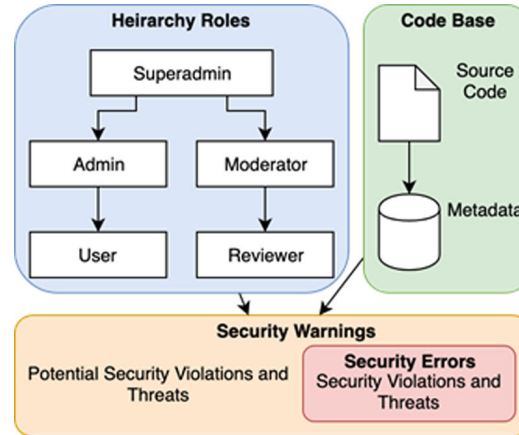 Heirarchy Roles
Superadmin
Admin
Moderator
User
Reviewer
Code Base
Source
Code
Metadata
Security Warnings
Potential Security Violations and
Threats
Security Errors
Security Violations and
Threats